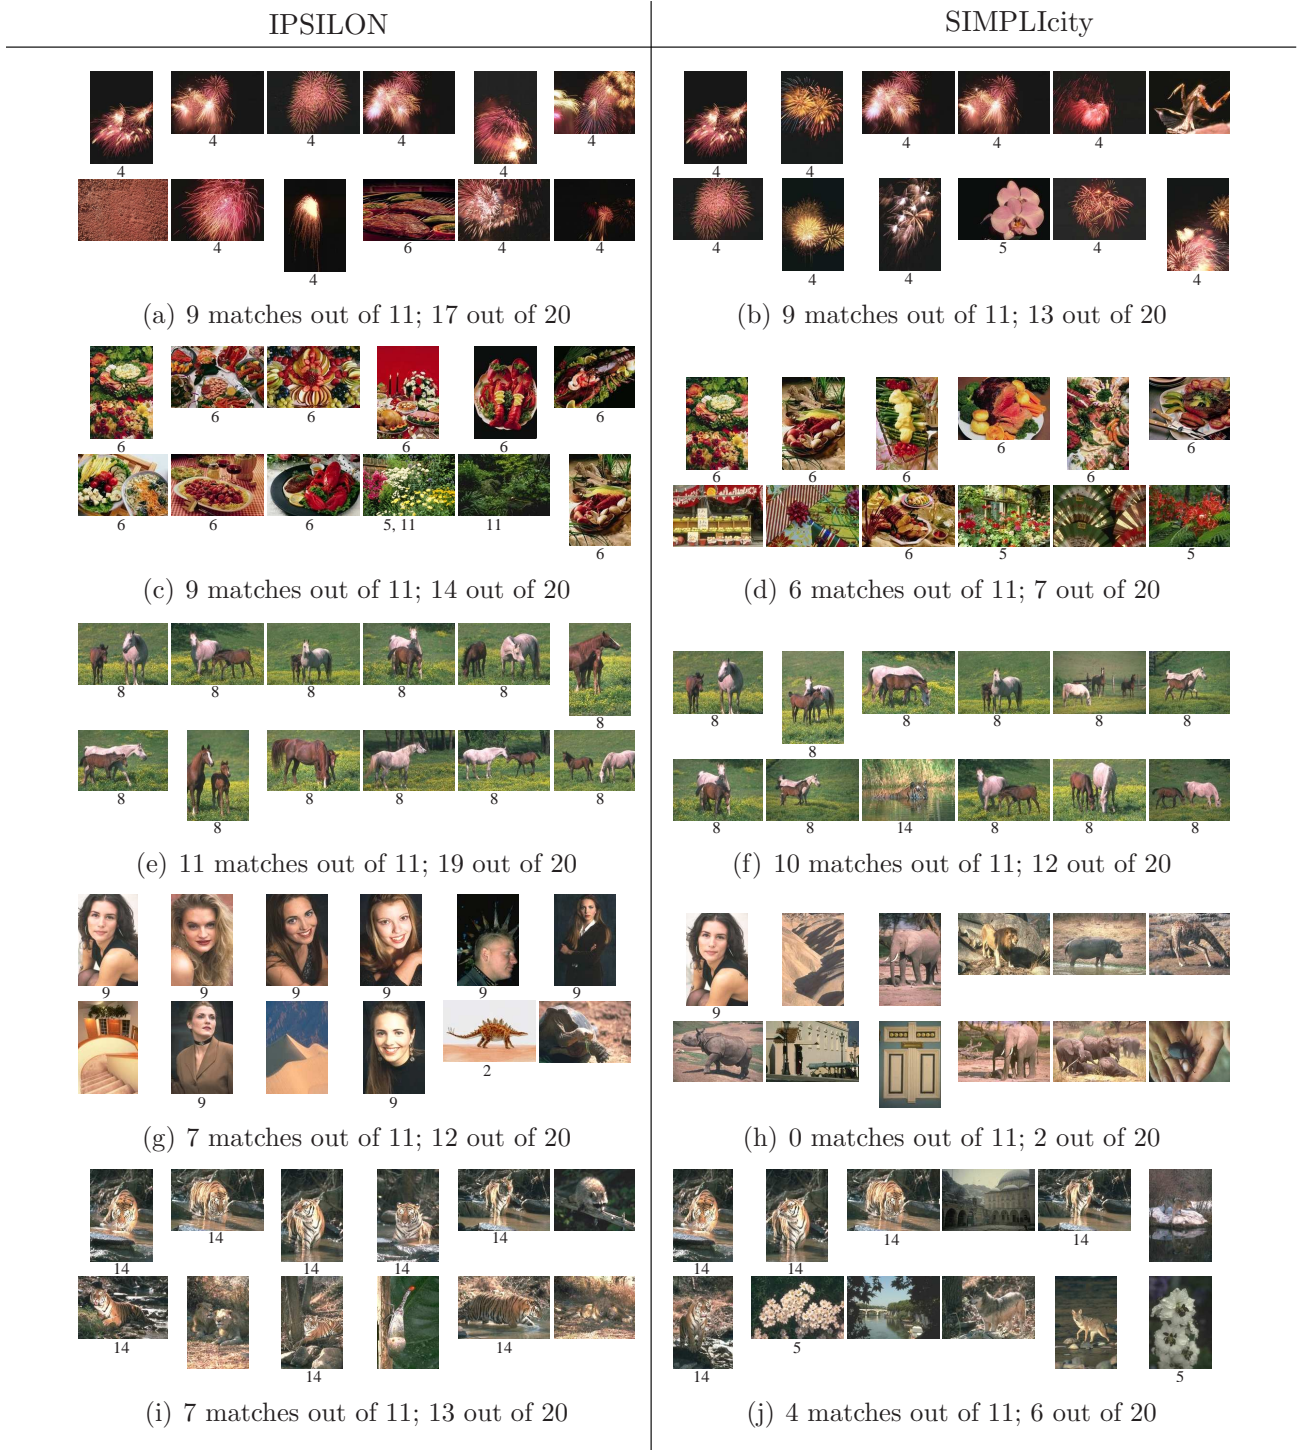 IPSILON SIMPLIcity
4 4 4 4 4
4 4 4 4
4 6 4 4
4
4 5 4
4 4 4
(a) 9 matches out of 11; 17 out of 20
(b) 9 matches out of 11; 13 out of 20
6 6 6
6 6 6
6 6 6 5, 11 11
6
(c) 9 matches out of 11; 14 out of 20
6 6
6 6 6 6
6 5 5
(d) 6 matches out of 11; 7 out of 20
8 8 8 8 8
8
8 8 8 8 8
8
(e) 11 matches out of 11; 19 out of 20
8 8 8 8 8
8
8 8 14 8 8 8
(f) 10 matches out of 11; 12 out of 20
9 9 9 9 9 9
2
9 9
(g) 7 matches out of 11; 12 out of 20
9
(h) 0 matches out of 11; 2 out of 20
14 14
14 14 14
14 14
14
(i) 7 matches out of 11; 13 out of 20
14 14
14 14
5
14 5
(j) 4 matches out of 11; 6 out of 20